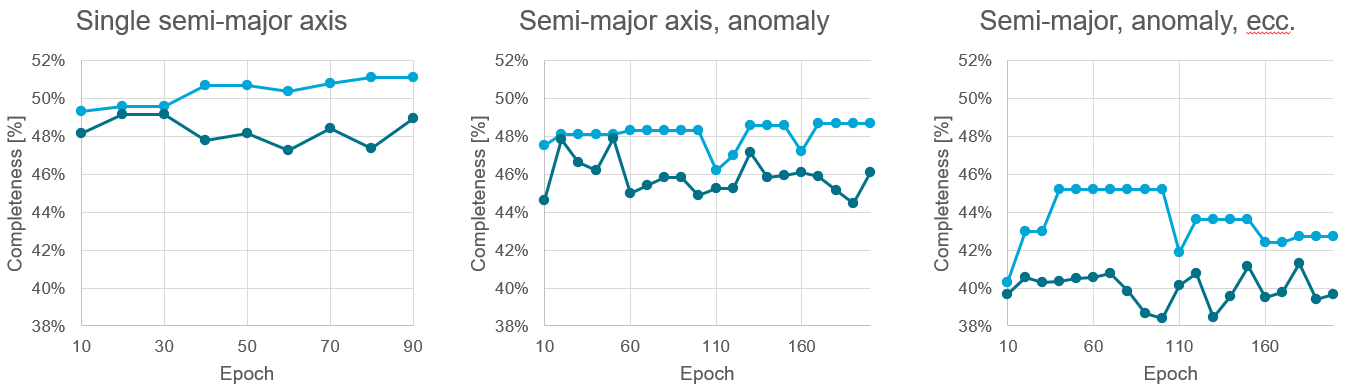 Single semi-major axis
Completeness [%]
52%
50%
48%
46%
44%
42%
40%
38%
10 30 50 70 90
Epoch
Semi-major axis, anomaly
Completeness [%]
52%
50%
48%
46%
44%
42%
40%
38%
10 60 110 160
Epoch
Semi-major, anomaly, ecc.
Completeness [%]
52%
50%
48%
46%
44%
42%
40%
38%
10 60 110 160
Epoch